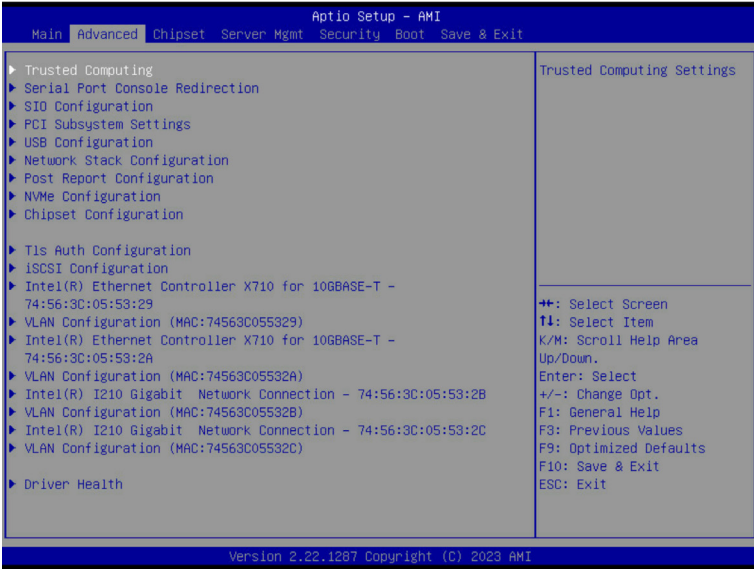 Aptio Setup – AMI
Main Advanced Chipset Server Mgmt Security Boot Save & Exit
Trusted Computing
Serial Port Console Redirection
SIO Configuration
PCI Subsystem Settings
USB Configuration
Network Stack Configuration
Post Report Configuration
NVMe Configuration
Chipset Configuration
Tls Auth Configuration
iSCSI Configuration
Intel(R) Ethernet Controller X710 for 10GBASE-T –
74:56:3C:05:53:29
VLAN Configuration (MAC:74563C055329)
Intel(R) Ethernet Controller X710 for 10GBASE-T –
74:56:3C:05:53:2A
VLAN Configuration (MAC:74563C05532A)
Intel(R) I210 Gigabit  Network Connection – 74:56:3C:05:53:2B
VLAN Configuration (MAC:74563C05532B)
Intel(R) I210 Gigabit  Network Connection – 74:56:3C:05:53:2C
VLAN Configuration (MAC:74563C05532C)
Driver Health
Trusted Computing Settings
→←: Select Screen
↑↓: Select Item
K/M: Scroll Help Area
Up/Down.
Enter: Select
+/-: Change Opt.
F1: General Help
F3: Previous Values
F9: Optimized Defaults
F10: Save & Exit
ESC: Exit
Version 2.22.1287 Copyright (C) 2023 AMI